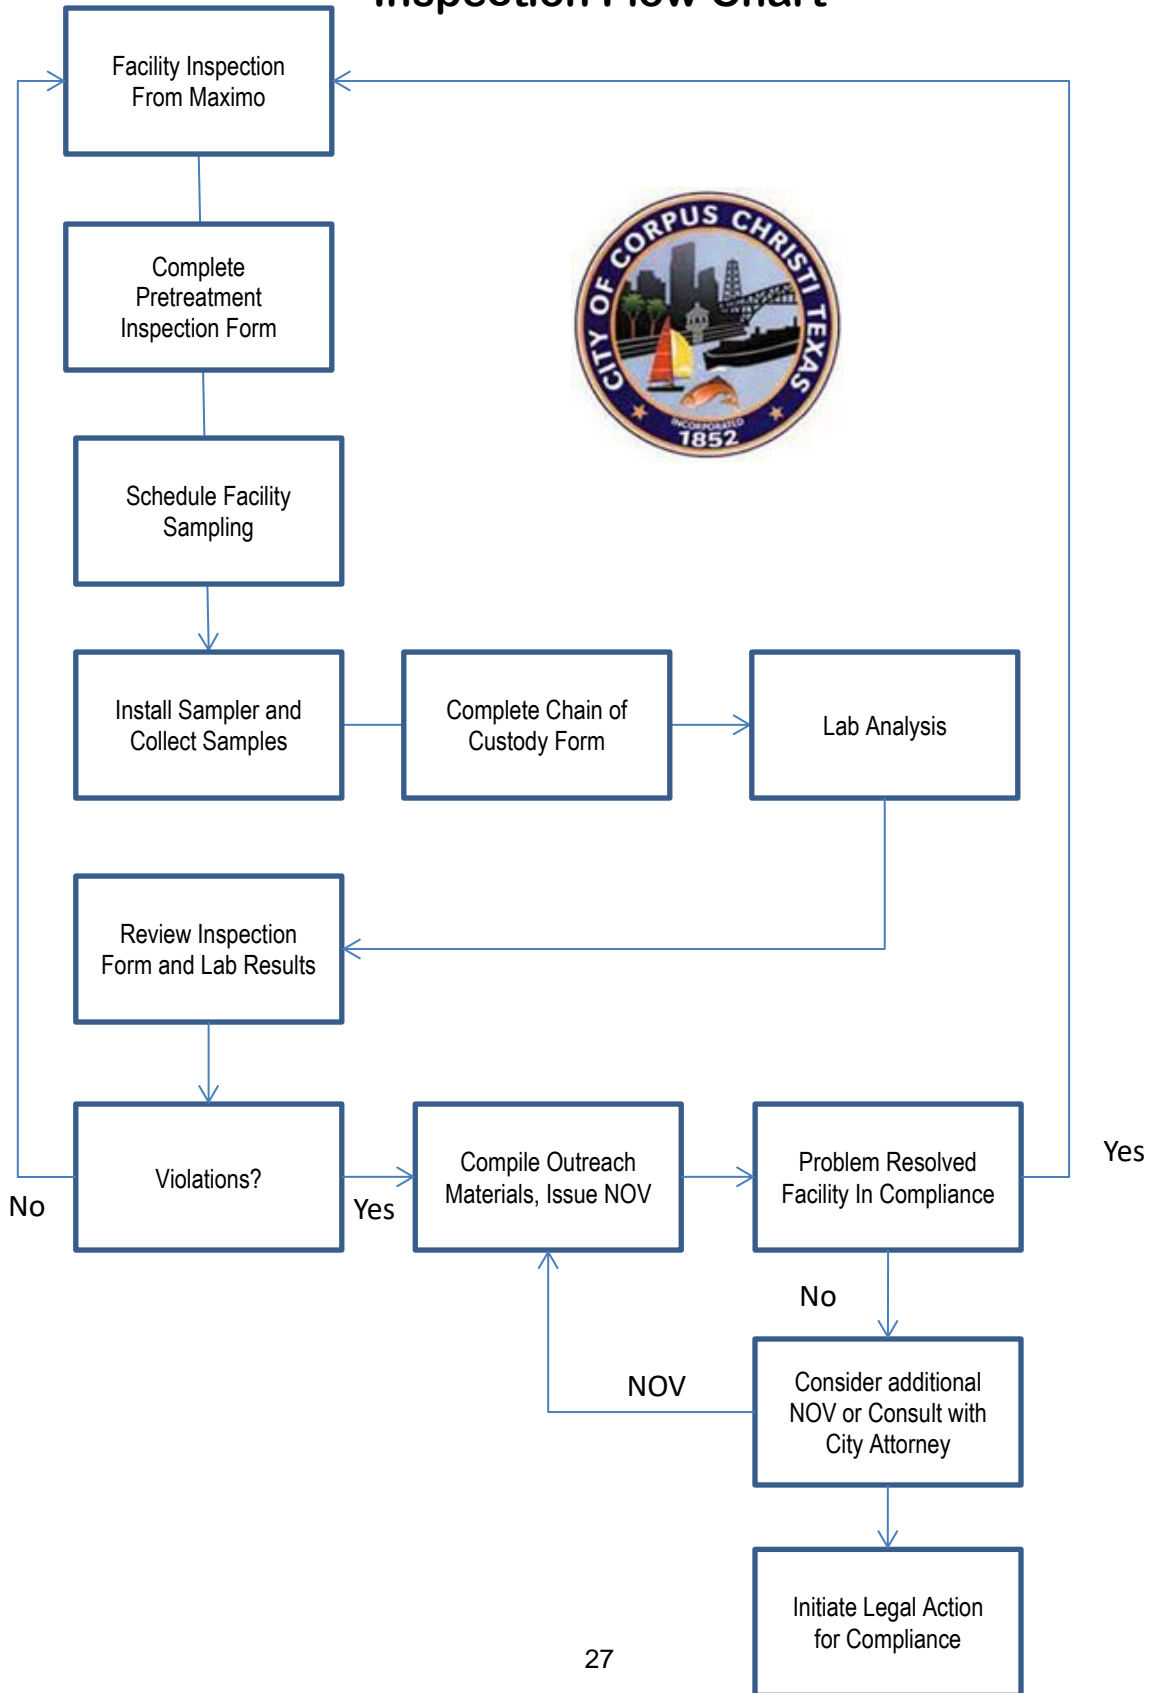 Inspection Flow Chart
Facility Inspection
From Maximo
Complete
Pretreatment
Inspection Form
CITY OF CORPUS CHRISTI TEXAS
INCORPORATED
1852
Schedule Facility
Sampling
Install Sampler and
Collect Samples
Complete Chain of
Custody Form
Lab Analysis
Review Inspection
Form and Lab Results
Violations?
No
Yes
Compile Outreach
Materials, Issue NOV
Problem Resolved
Facility In Compliance
Yes
No
NOV
Consider additional
NOV or Consult with
City Attorney
Initiate Legal Action
for Compliance
27